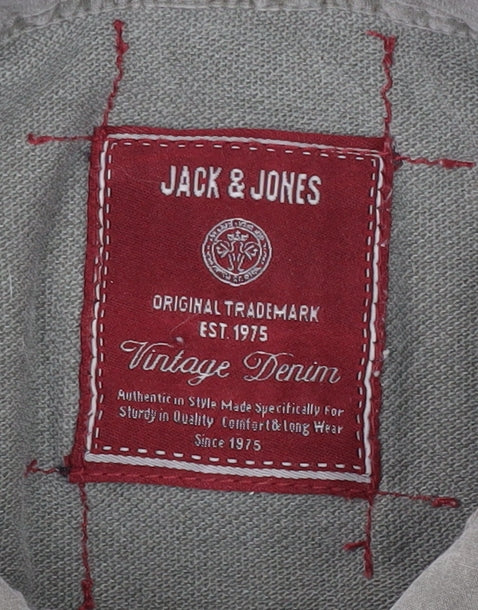 JACK & JONES
ORIGINAL TRADEMARK
EST. 1975
Vintage Denim
Authentic in Style Made Specifically For
Sturdy in Quality Comfort & Long Wear
Since 1975